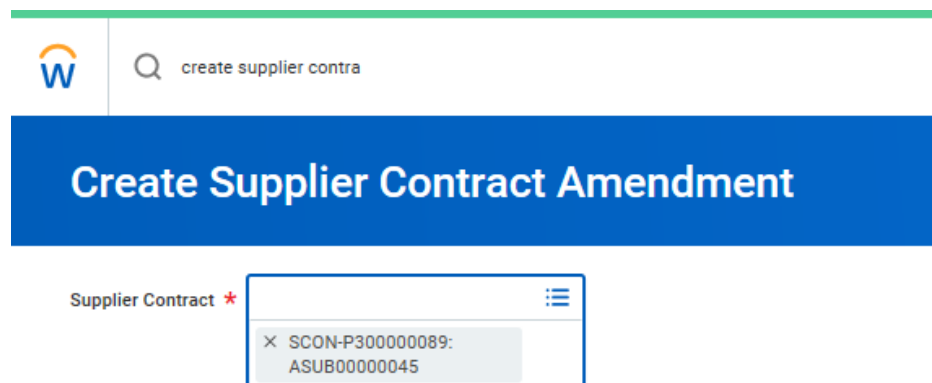 W
create supplier contra
Create Supplier Contract Amendment
Supplier Contract *
× SCON-P300000089:
ASUB00000045